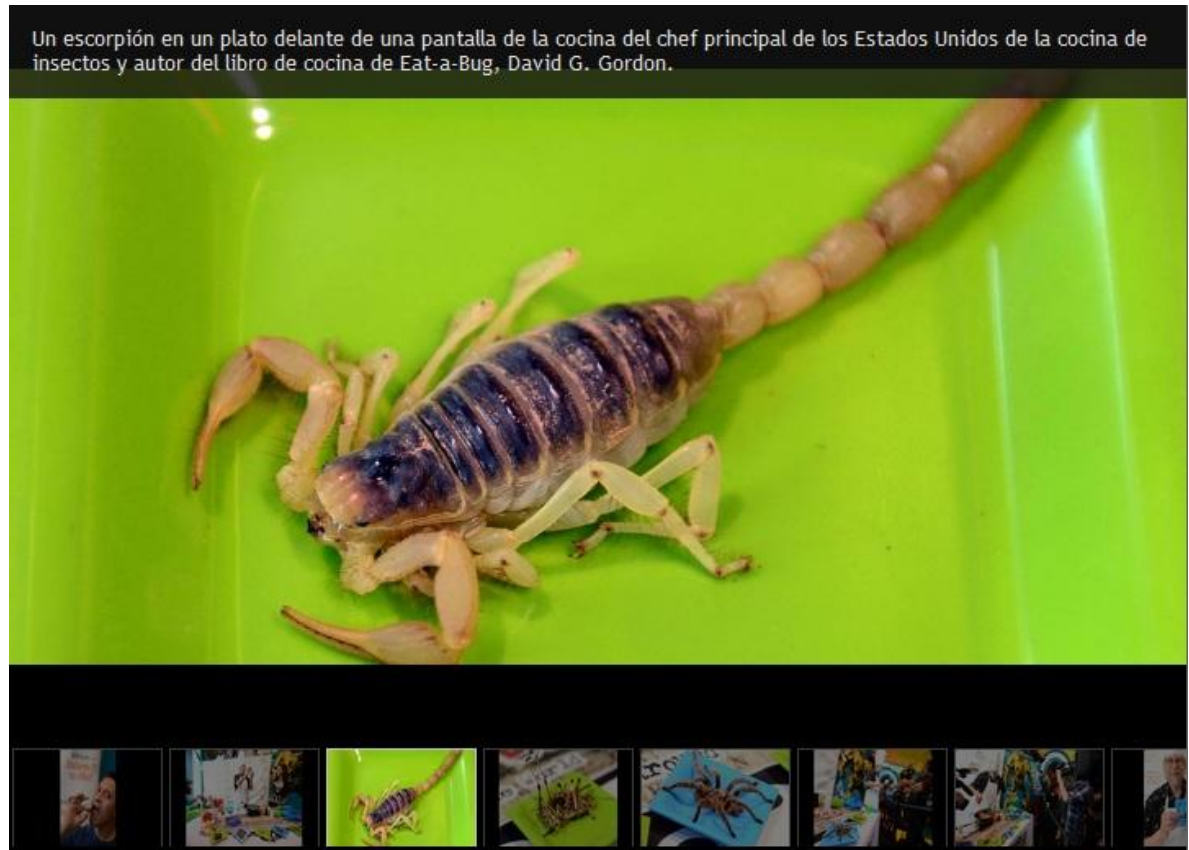 Un escorpión en un plato delante de una pantalla de la cocina del chef principal de los Estados Unidos de la cocina de
insectos y autor del libro de cocina de Eat-a-Bug, David G. Gordon.